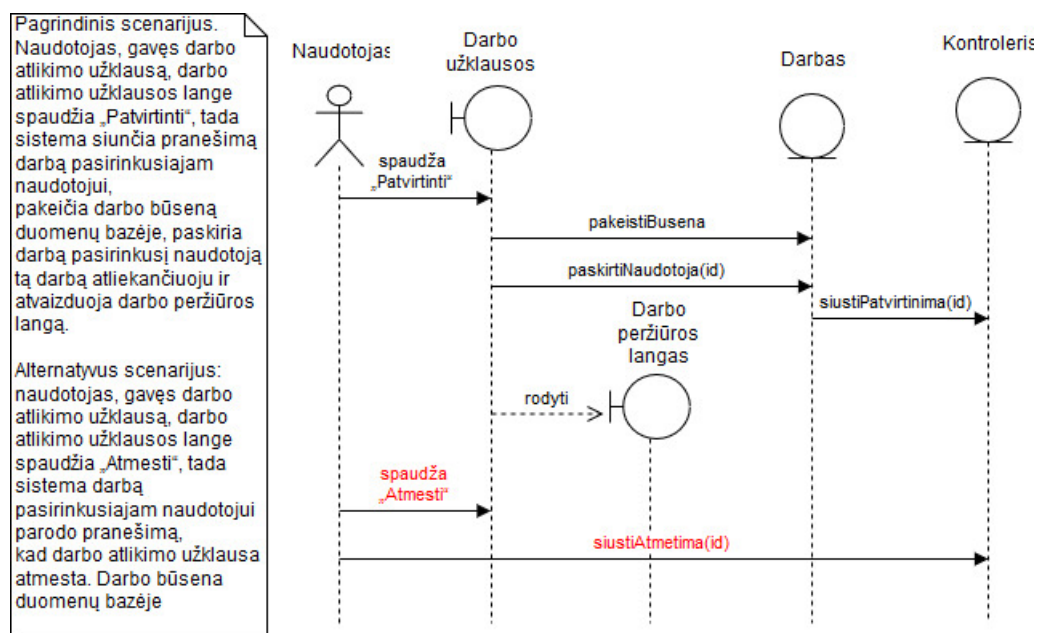 Pagrindinis scenarijus.
Naudotojas, gavęs darbo
atlikimo užklausą, darbo
atlikimo užklausos lange
spaudžia „Patvirtinti“, tada
sistema siunčia pranešimą
darbą pasirinkusiajam
naudotojui,
pakeičia darbo būseną
duomenų bazėje, paskiria
darbą pasirinkusį naudotoją
tą darbą atliekančiuoju ir
atvaizduoja darbo peržiūros
langą.
Alternatyvus scenarijus:
naudotojas, gavęs darbo
atlikimo užklausą, darbo
atlikimo užklausos lange
spaudžia „Atmesti“, tada
sistema darbą
pasirinkusiajam naudotojui
parodo pranešimą,
kad darbo atlikimo užklausa
atmesta. Darbo būsena
duomenų bazėje
Naudotojas
Darbo
užklausos
Darbas
Kontroleris
spaudža
„Patvirtinti“
pakeistiBusena
paskirtiNaudotoja(id)
siustiPatvirtinima(id)
Darbo
peržiūros
langas
rodyti
spaudža
„Atmesti“
siustiAtmetima(id)